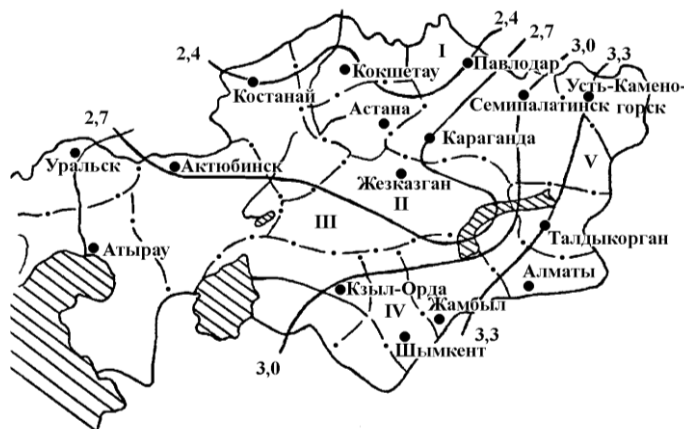 2,4
I
2,4
2,7
3,0
3,3
Кокшетау
Павлодар
Костанай
Семипалатинск
Усть-Камено-
горск
Астана
2,7
Караганда
Уральск
Актюбинск
V
Жезказган
II
III
Талдыкорган
Атырау
Алматы
Кзыл-Орда
IV
Жамбыл
Шымкент
3,3
3,0